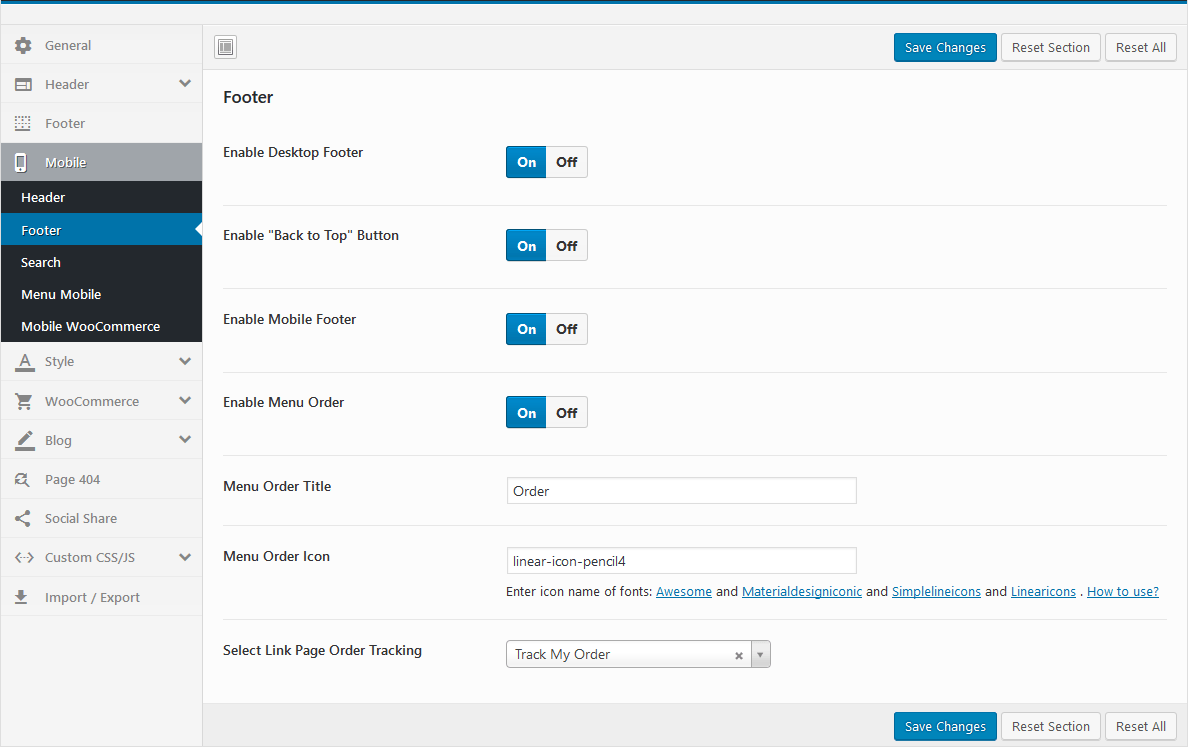 General
Header
Footer
Mobile
Header
Footer
Search
Menu Mobile
Mobile WooCommerce
Style
WooCommerce
Blog
Page 404
Social Share
Custom CSS/JS
Import / Export
Save Changes Reset Section Reset All
Footer
Enable Desktop Footer On Off
Enable "Back to Top" Button On Off
Enable Mobile Footer On Off
Enable Menu Order On Off
Menu Order Title Order
Menu Order Icon linear-icon-pencil4
Enter icon name of fonts: Awesome and Materialdesigniconic and Simplelineicons and Linearicons . How to use?
Select Link Page Order Tracking Track My Order
Save Changes Reset Section Reset All